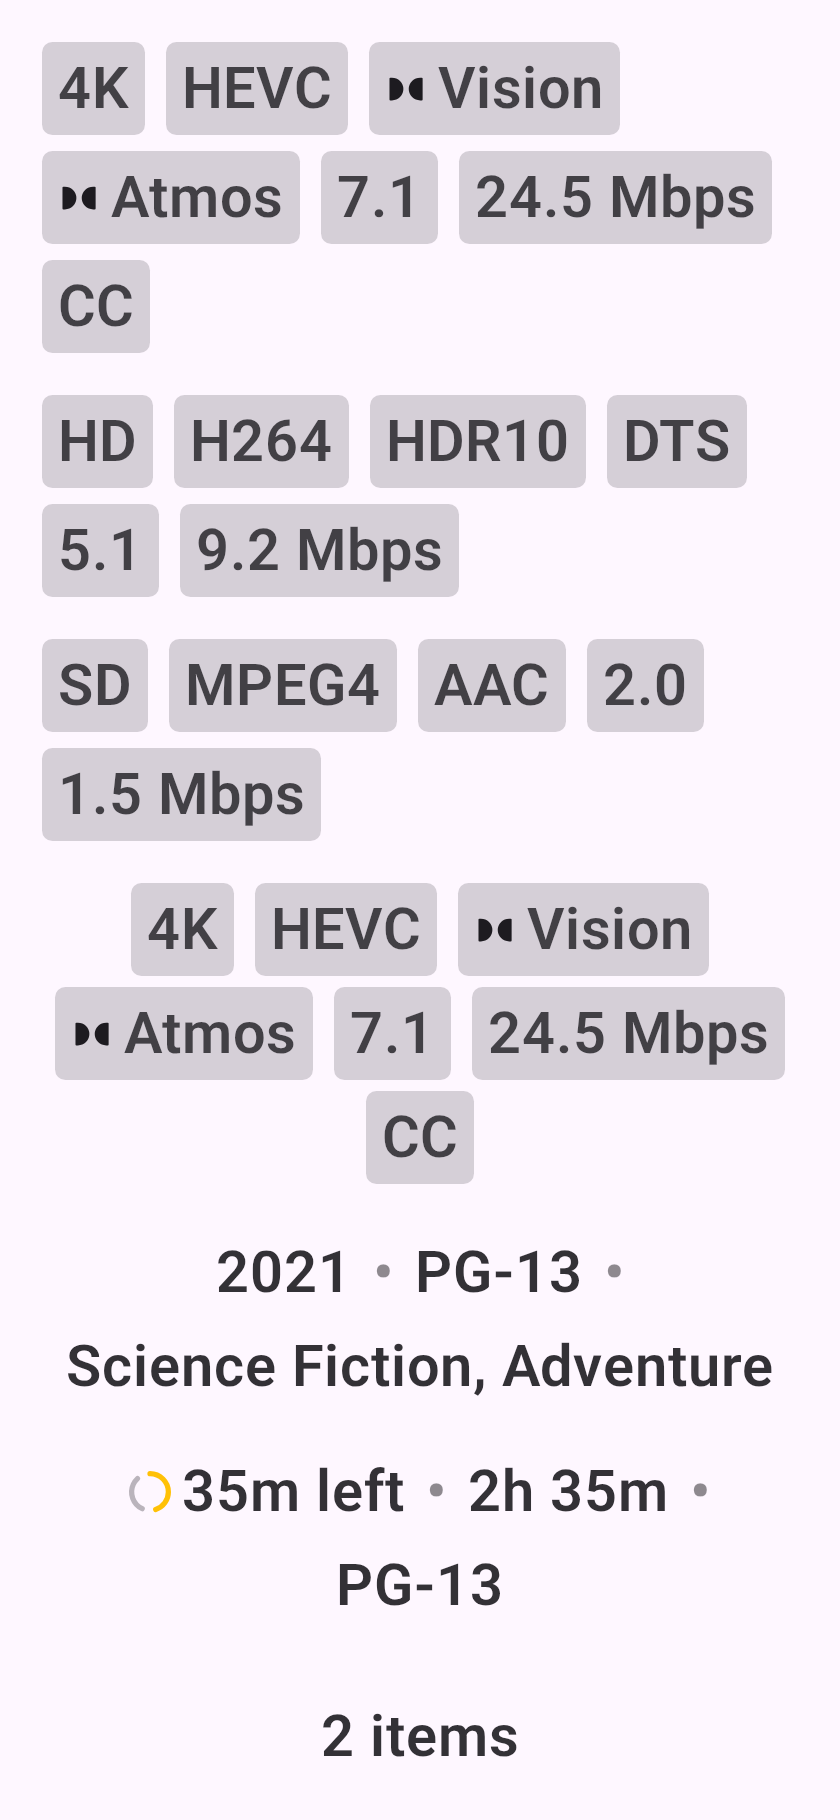 4K HEVC Vision
Atmos 7.1 24.5 Mbps
CC
HD H264 HDR10 DTS
5.1 9.2 Mbps
SD MPEG4 AAC 2.0
1.5 Mbps
4K HEVC Vision
Atmos 7.1 24.5 Mbps
CC
2021 • PG-13 •
Science Fiction, Adventure
35m left • 2h 35m •
PG-13
2 items